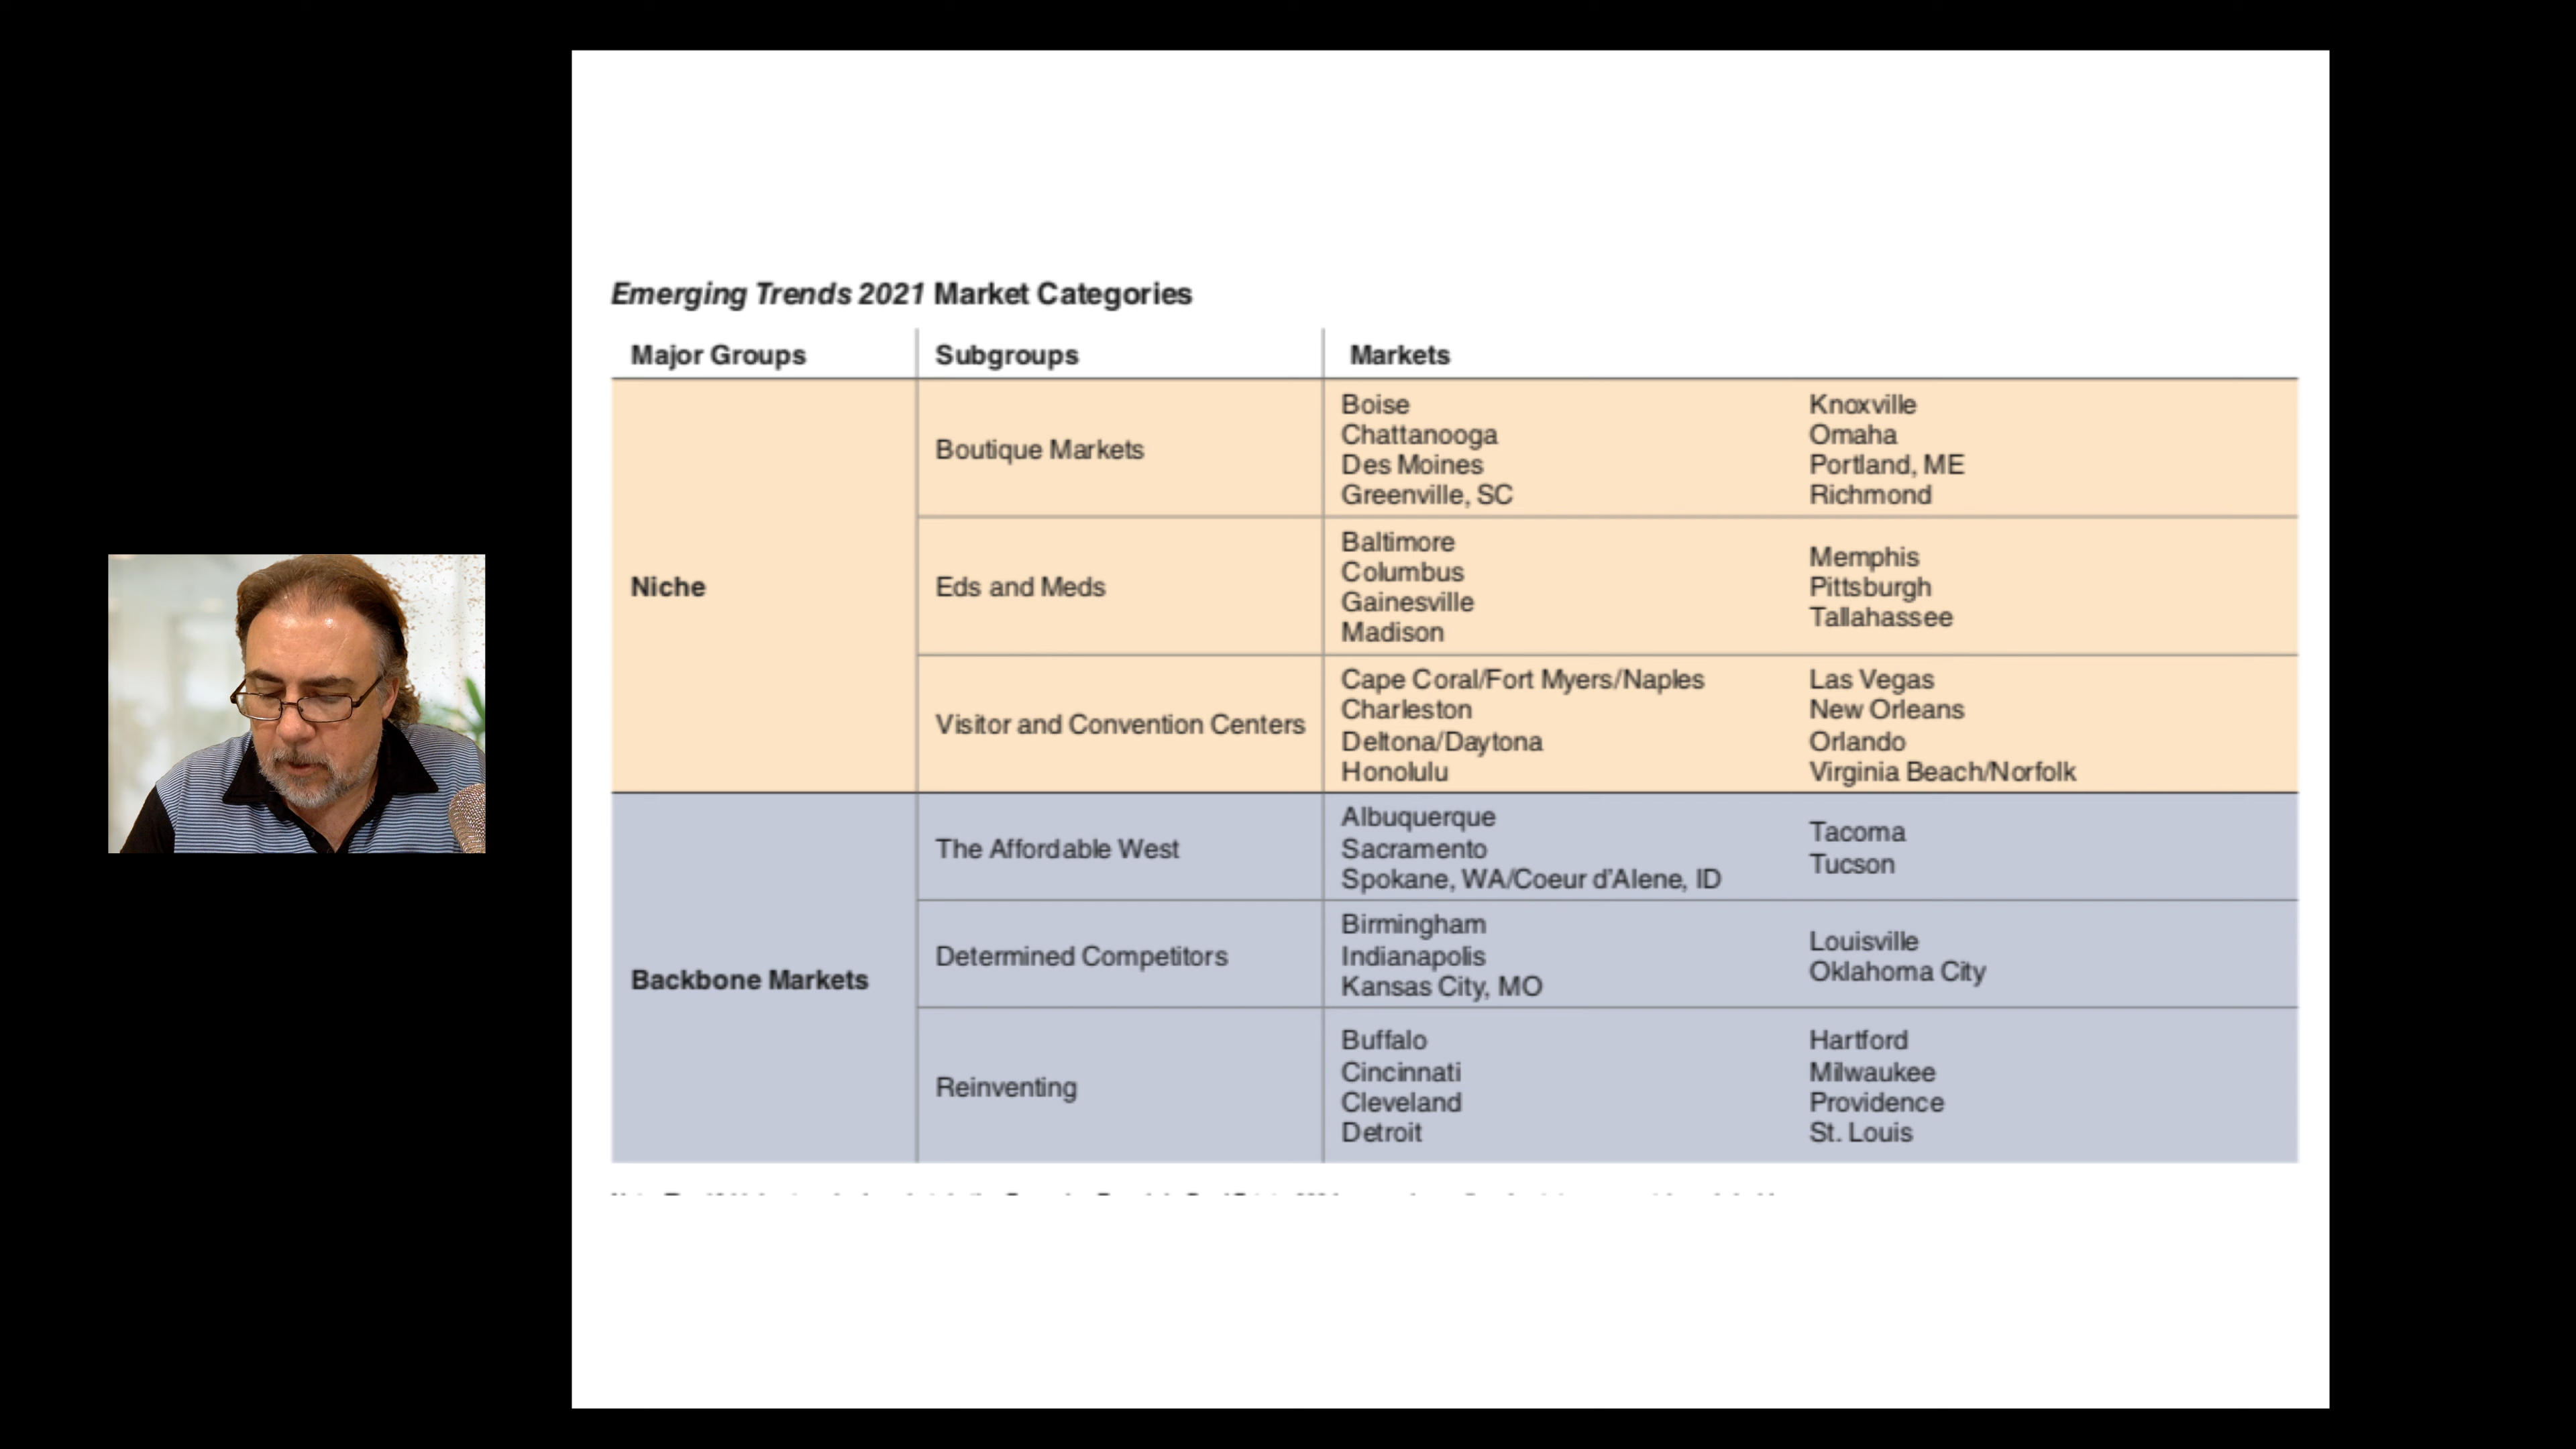 Emerging Trends 2021 Market Categories
Major Groups Subgroups Markets
Niche
Boutique Markets
Boise
Chattanooga
Des Moines
Greenville, SC
Knoxville
Omaha
Portland, ME
Richmond
Eds and Meds
Baltimore
Columbus
Gainesville
Madison
Memphis
Pittsburgh
Tallahassee
Visitor and Convention Centers
Cape Coral/Fort Myers/Naples
Charleston
Deltona/Daytona
Honolulu
Las Vegas
New Orleans
Orlando
Virginia Beach/Norfolk
Backbone Markets
The Affordable West
Albuquerque
Sacramento
Spokane, WA/Coeur d'Alene, ID
Tacoma
Tucson
Determined Competitors
Birmingham
Indianapolis
Kansas City, MO
Louisville
Oklahoma City
Reinventing
Buffalo
Cincinnati
Cleveland
Detroit
Hartford
Milwaukee
Providence
St. Louis